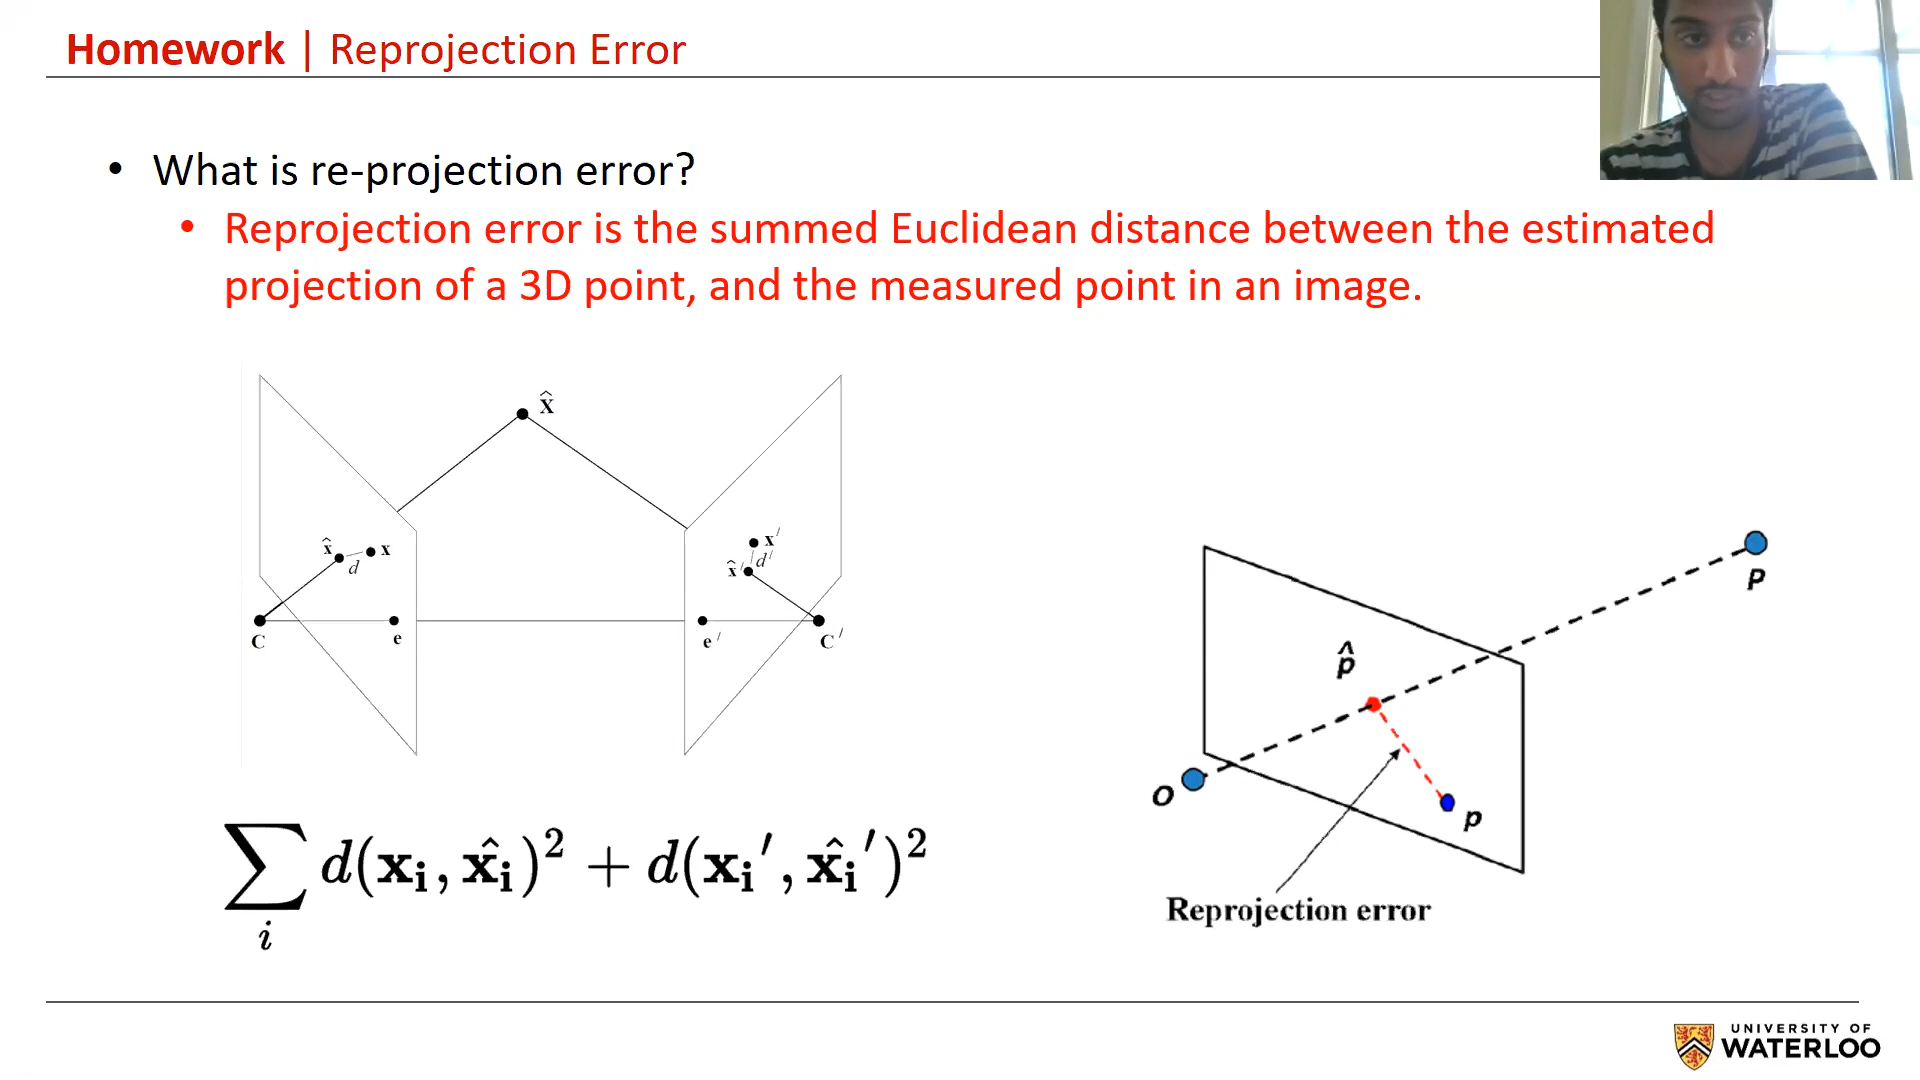 Homework | Reprojection Error
• What is re-projection error?
• Reprojection error is the summed Euclidean distance between the estimated
projection of a 3D point, and the measured point in an image.
X̂
x̂ d x
x′
x̂′ d′
C e e′ C′
P
p̂
O
p
Reprojection error
∑ d(xᵢ, x̂ᵢ)² + d(xᵢ′, x̂ᵢ′)²
i
UNIVERSITY OF
WATERLOO